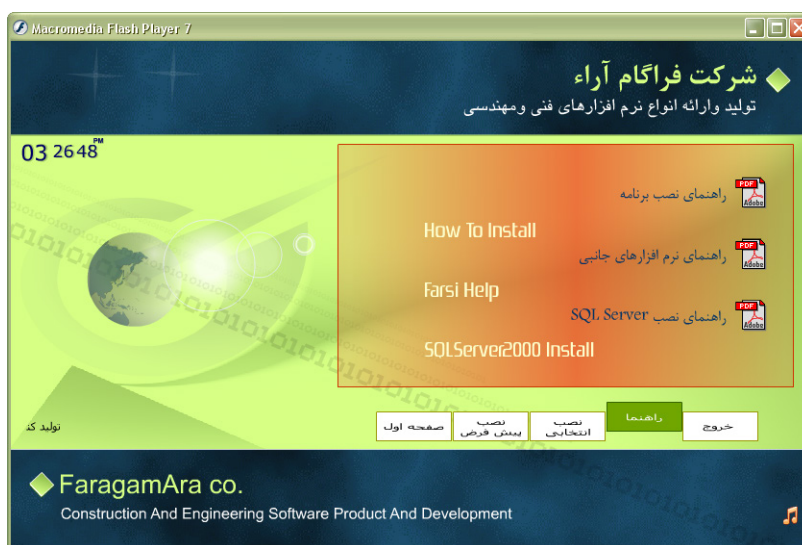 Macromedia Flash Player 7
شرکت فراگام آراء
تولید وارائه انواع نرم افزارهای فنی ومهندسی
03 26 48 PM
راهنمای نصب برنامه
How To Install
راهنمای نرم افزارهای جانبی
Farsi Help
راهنمای نصب SQL Server
SQLServer2000 Install
خروج
راهنما
نصب انتخابی
نصب پیش فرض
صفحه اول
تولید کن
FaragamAra co.
Construction And Engineering Software Product And Development